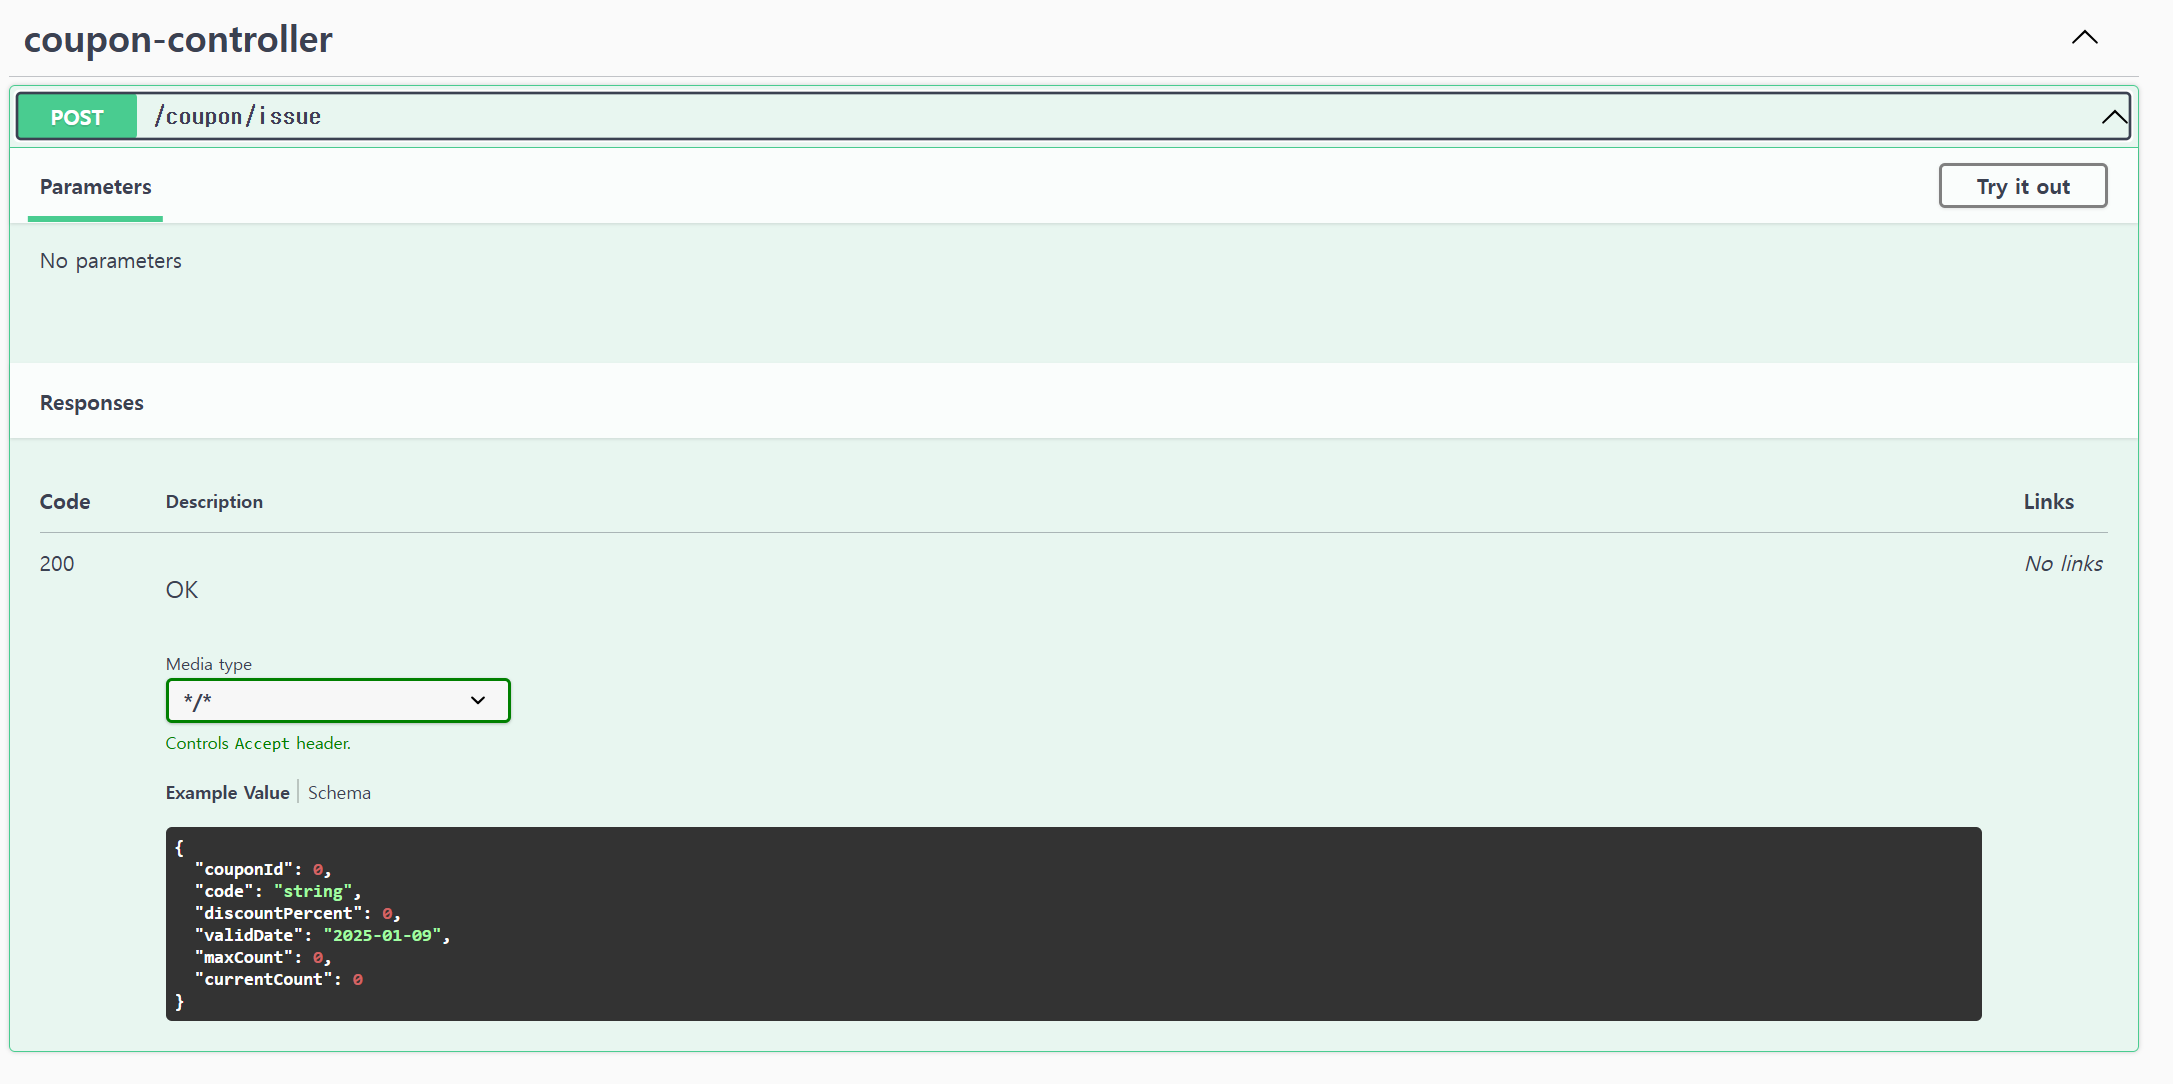 coupon-controller
POST /coupon/issue
Parameters
Try it out
No parameters
Responses
Code Description Links
200 No links
OK
Media type
*/*
Controls Accept header.
Example Value Schema
{
  "couponId": 0,
  "code": "string",
  "discountPercent": 0,
  "validDate": "2025-01-09",
  "maxCount": 0,
  "currentCount": 0
}